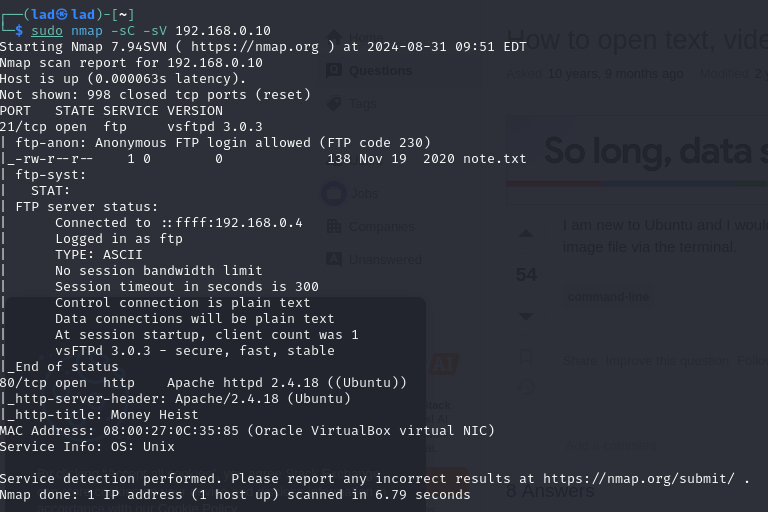 ┌──(lad㉿lad)-[~]
└─$ sudo nmap -sC -sV 192.168.0.10
Starting Nmap 7.94SVN ( https://nmap.org ) at 2024-08-31 09:51 EDT
Nmap scan report for 192.168.0.10
Host is up (0.000063s latency).
Not shown: 998 closed tcp ports (reset)
PORT   STATE SERVICE VERSION
21/tcp open  ftp     vsftpd 3.0.3
| ftp-anon: Anonymous FTP login allowed (FTP code 230)
|_-rw-r--r--    1 0        0             138 Nov 19  2020 note.txt
| ftp-syst:
|   STAT:
| FTP server status:
|      Connected to ::ffff:192.168.0.4
|      Logged in as ftp
|      TYPE: ASCII
|      No session bandwidth limit
|      Session timeout in seconds is 300
|      Control connection is plain text
|      Data connections will be plain text
|      At session startup, client count was 1
|      vsFTPd 3.0.3 - secure, fast, stable
|_End of status
80/tcp open  http    Apache httpd 2.4.18 ((Ubuntu))
|_http-server-header: Apache/2.4.18 (Ubuntu)
|_http-title: Money Heist
MAC Address: 08:00:27:0C:35:85 (Oracle VirtualBox virtual NIC)
Service Info: OS: Unix

Service detection performed. Please report any incorrect results at https://nmap.org/submit/ .
Nmap done: 1 IP address (1 host up) scanned in 6.79 seconds
Home
Questions
Tags
Jobs
Companies
Unanswered
How to open text, vide
Asked 10 years, 9 months ago Modified
So long, data s
I am new to Ubuntu and I woul
image file via the terminal.
54
command-line
Share Improve this question Follo
8 Answers